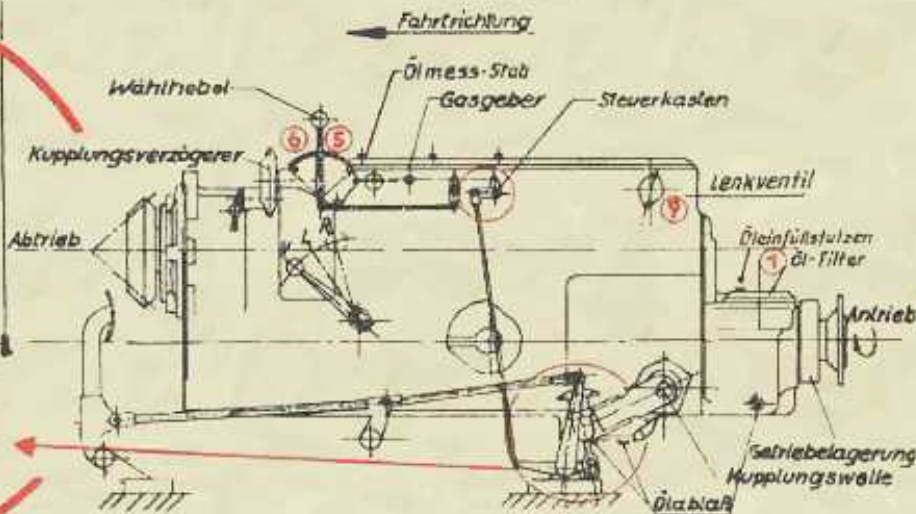 Fahrtrichtung
Ölmess-Stab
Wählhebel
Gasgeber
Steuerkasten
6 5
Kupplungsverzögerer
Lenkventil
9
Abtrieb
V L R
Öleinfüllstutzen
1 Öl-Filter
Antrieb
Getriebelagerung
Kupplungswelle
Ölablaß